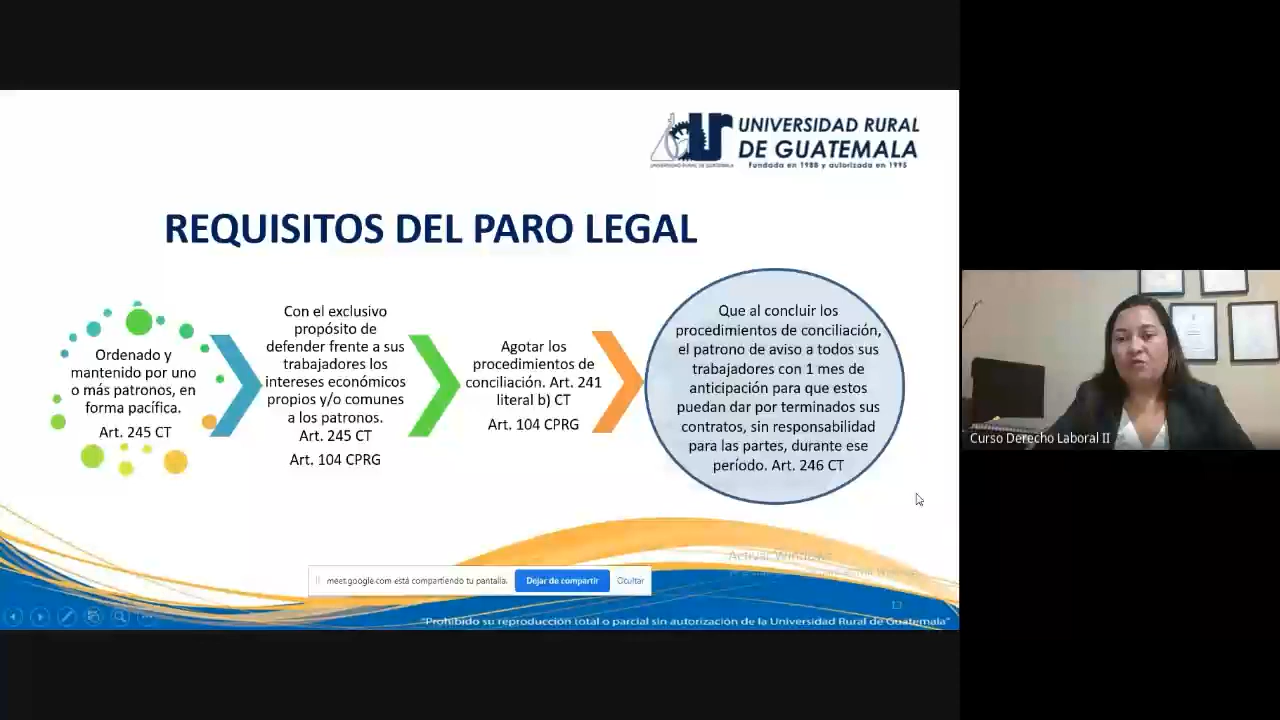 UNIVERSIDAD RURAL
DE GUATEMALA
UNIVERSIDAD RURAL DE GUATEMALA
Fundada en 1988 y autorizada en 1995
REQUISITOS DEL PARO LEGAL
Ordenado y
mantenido por uno
o más patronos, en
forma pacífica.
Art. 245 CT
Con el exclusivo
propósito de
defender frente a sus
trabajadores los
intereses económicos
propios y/o comunes
a los patronos.
Art. 245 CT
Art. 104 CPRG
Agotar los
procedimientos de
conciliación. Art. 241
literal b) CT
Art. 104 CPRG
Que al concluir los
procedimientos de conciliación,
el patrono de aviso a todos sus
trabajadores con 1 mes de
anticipación para que estos
puedan dar por terminados sus
contratos, sin responsabilidad
para las partes, durante ese
período. Art. 246 CT
Curso Derecho Laboral II
Activar Windows
meet.google.com está compartiendo tu pantalla.
Dejar de compartir
Ocultar
"Prohibido su reproducción total o parcial sin autorización de la Universidad Rural de Guatemala"